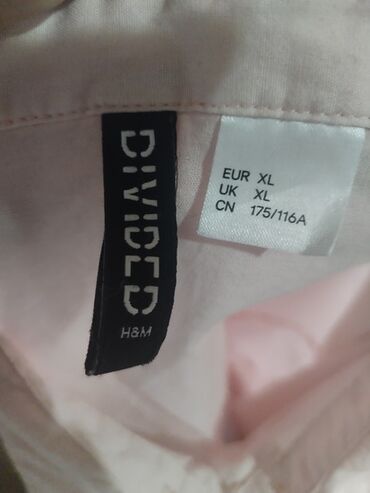 DIVIDED
H&M
EUR XL
UK XL
CN 175/116A